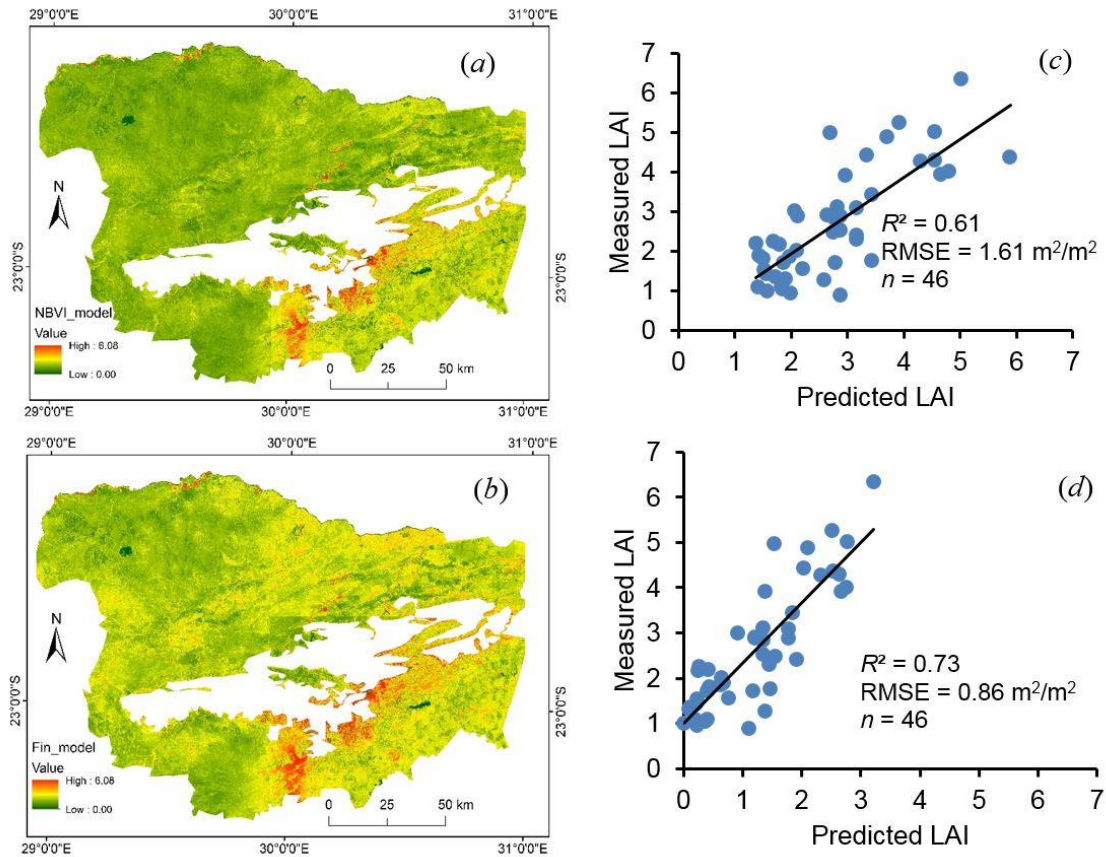 29°0'0"E
30°0'0"E
31°0'0"E
(a)
N
23°0'0"S
23°0'0"S
NBVI_model
Value
High : 6.08
Low : 0.00
0 25 50 km
29°0'0"E
30°0'0"E
31°0'0"E
29°0'0"E
30°0'0"E
31°0'0"E
(b)
N
23°0'0"S
23°0'0"S
Fin_model
Value
High : 6.08
Low : 0.00
0 25 50 km
29°0'0"E
30°0'0"E
31°0'0"E
(c)
7
6
5
4
3
2
1
0
Measured LAI
R² = 0.61
RMSE = 1.61 m²/m²
n = 46
0 1 2 3 4 5 6 7
Predicted LAI
(d)
7
6
5
4
3
2
1
0
Measured LAI
R² = 0.73
RMSE = 0.86 m²/m²
n = 46
0 1 2 3 4 5 6 7
Predicted LAI